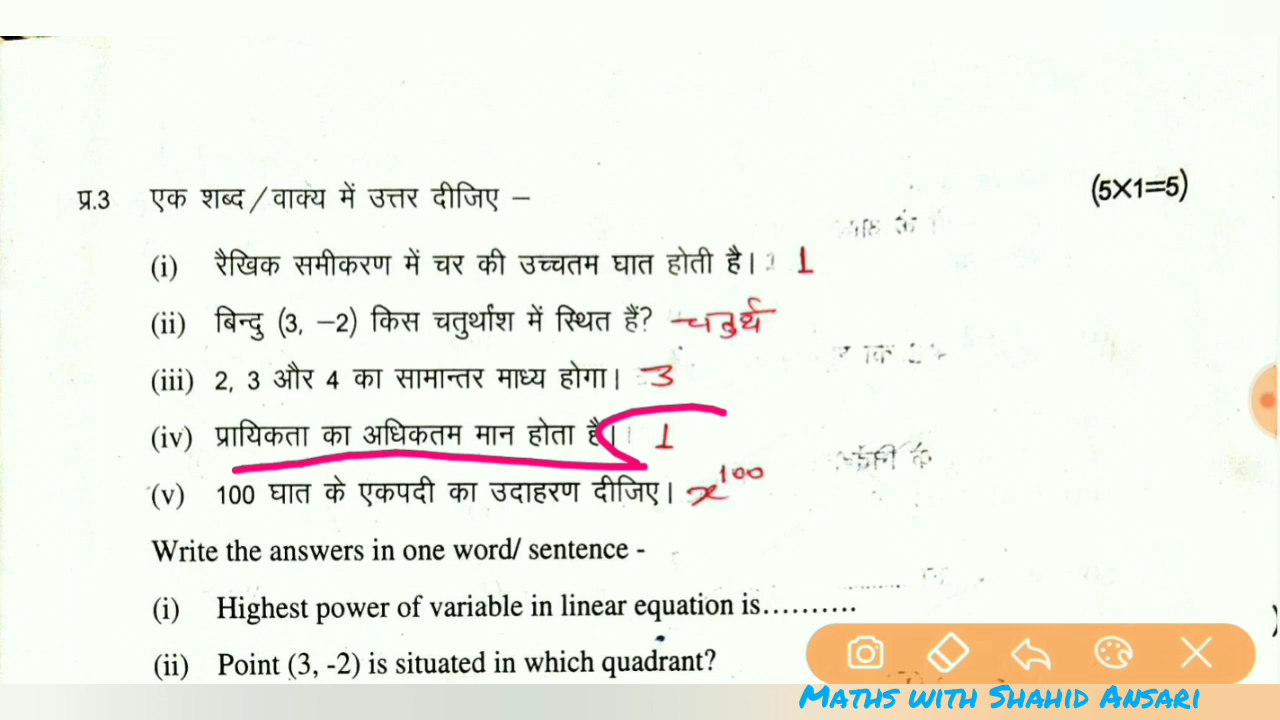 प्र.3 एक शब्द/वाक्य में उत्तर दीजिए – (5×1=5)
(i) रैखिक समीकरण में चर की उच्चतम घात होती है। 1
(ii) बिन्दु (3, –2) किस चतुर्थांश में स्थित हैं? चतुर्थ
(iii) 2, 3 और 4 का सामान्तर माध्य होगा। 3
(iv) प्रायिकता का अधिकतम मान होता है। 1
(v) 100 घात के एकपदी का उदाहरण दीजिए। x^100
Write the answers in one word/ sentence -
(i) Highest power of variable in linear equation is..........
(ii) Point (3, -2) is situated in which quadrant?
Maths with Shahid Ansari